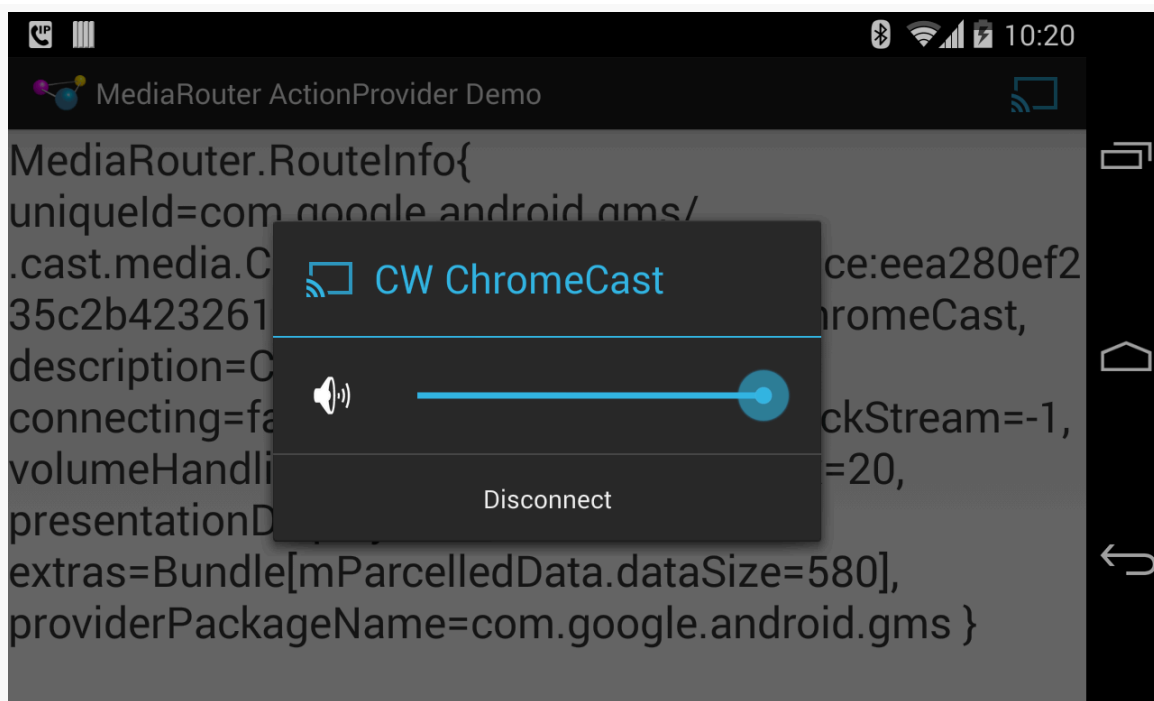 10:20
MediaRouter ActionProvider Demo
MediaRouter.RouteInfo{
uniqueId=com.google.android.gms/
.cast.media.C ce:eea280ef2
35c2b423261 hromeCast,
description=C
connecting=fa ckStream=-1,
volumeHandli =20,
presentationD
extras=Bundle[mParcelledData.dataSize=580],
providerPackageName=com.google.android.gms }
CW ChromeCast
Disconnect